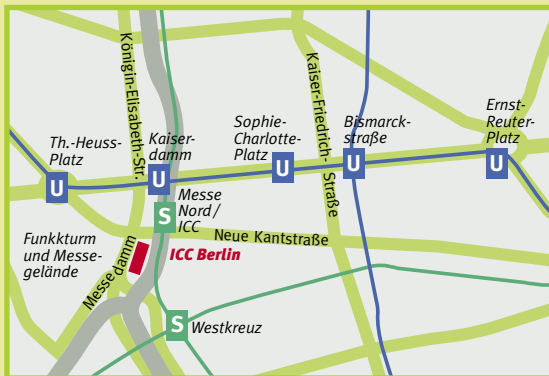 Königin-Elisabeth-Str.
Kaiser-Friedrich-
Straße
Th.-Heuss-
Platz
U
Kaiser-
damm
U
Sophie-
Charlotte-
Platz
U
Bismarck-
straße
U
Ernst-
Reuter-
Platz
U
S
Messe
Nord/
ICC
Neue Kantstraße
Funkkturm
und Messe-
gelände
Messedamm
ICC Berlin
S
Westkreuz